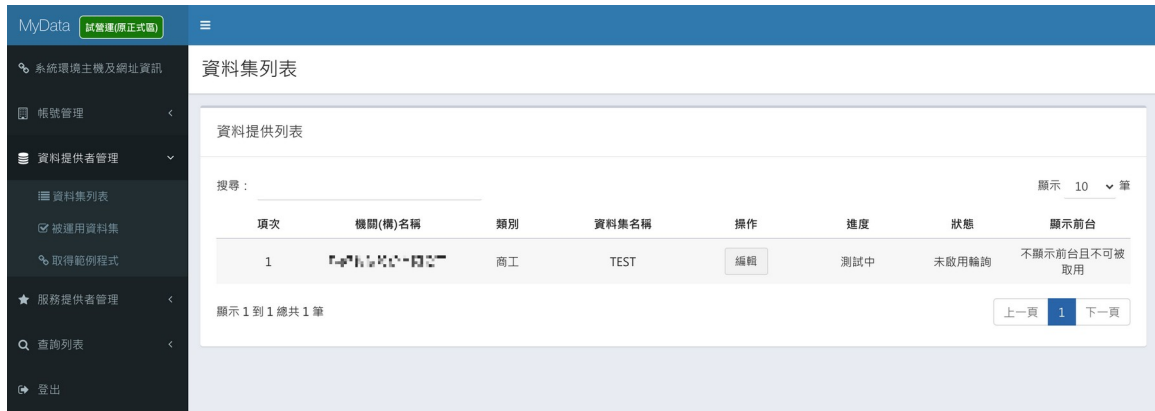 MyData 試營運(原正式區)
系統環境主機及網址資訊
帳號管理
資料提供者管理
資料集列表
被運用資料集
取得範例程式
服務提供者管理
查詢列表
登出
資料集列表
資料提供列表
搜尋：
顯示 10 筆
項次 機關(構)名稱 類別 資料集名稱 操作 進度 狀態 顯示前台
1 商工 TEST 編輯 測試中 未啟用輪詢 不顯示前台且不可被
取用
顯示 1 到 1 總共 1 筆
上一頁 1 下一頁